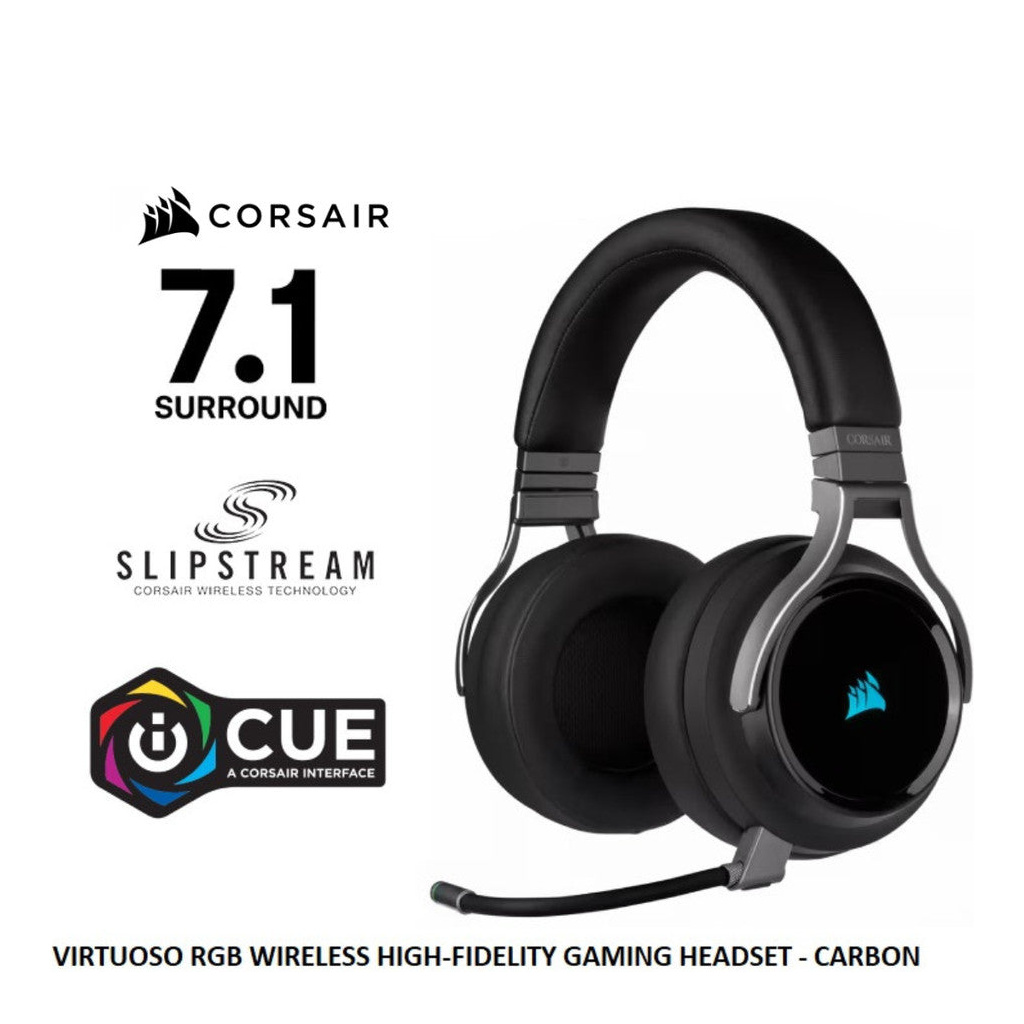 CORSAIR
7.1
SURROUND
SLIPSTREAM
CORSAIR WIRELESS TECHNOLOGY
iCUE
A CORSAIR INTERFACE
CORSAIR
VIRTUOSO RGB WIRELESS HIGH-FIDELITY GAMING HEADSET - CARBON